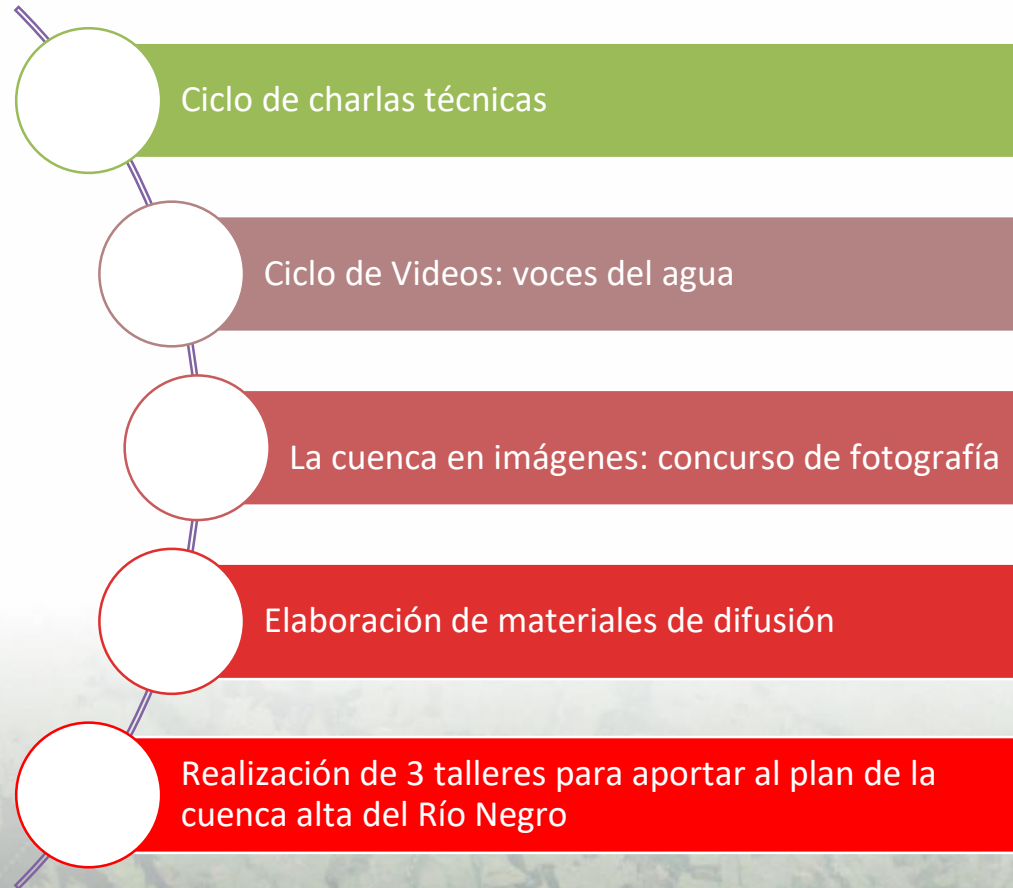 Ciclo de charlas técnicas
Ciclo de Videos: voces del agua
La cuenca en imágenes: concurso de fotografía
Elaboración de materiales de difusión
Realización de 3 talleres para aportar al plan de la
cuenca alta del Río Negro